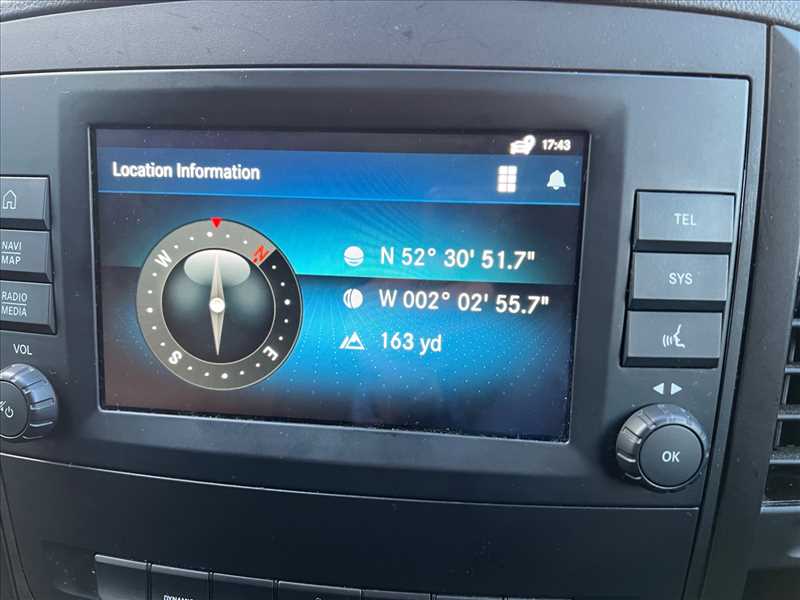 17:43
Location Information
N
W
S
E
N 52° 30' 51.7"
W 002° 02' 55.7"
163 yd
NAVI
MAP
RADIO
MEDIA
VOL
TEL
SYS
OK
DYNAMIC